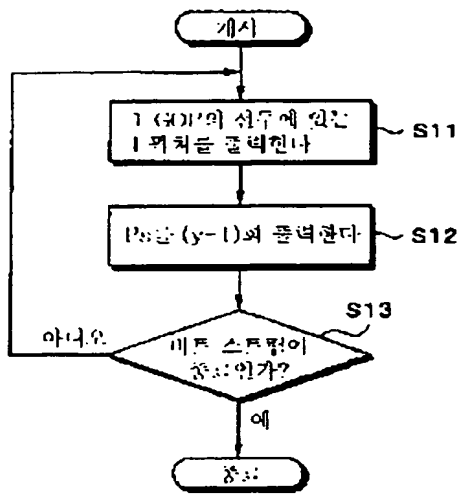 개시
1 GOP의 선두에 있는
I 픽처를 출력한다
S11
Ps를 (y-1)회 출력한다
S12
S13
비트 스트림이
종료인가?
아니오
예
종료